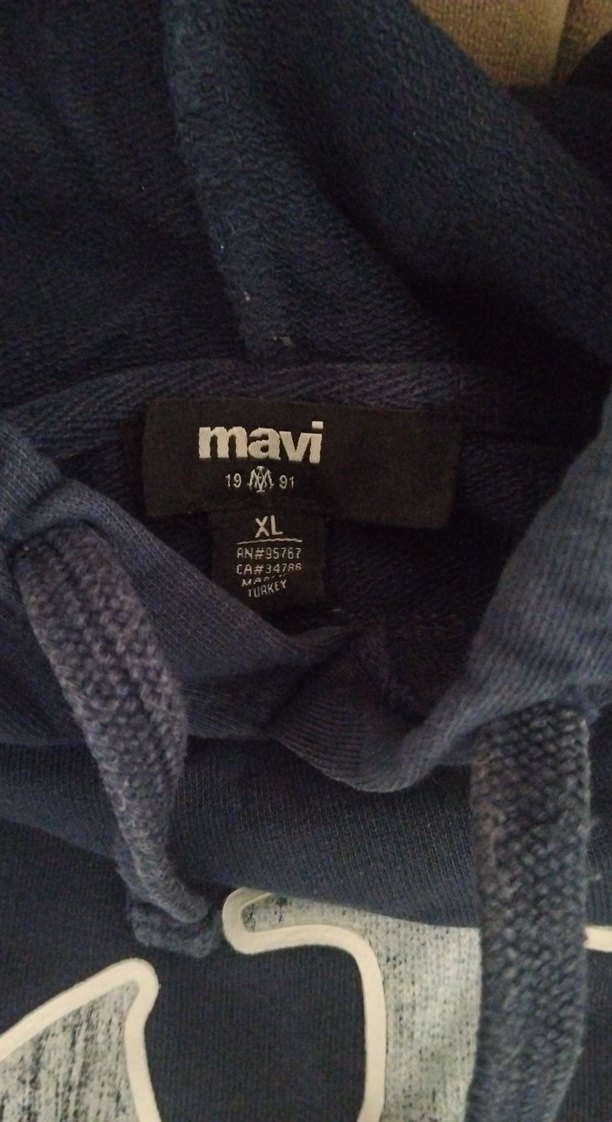 mavi
19 91
XL
RN#95767
CA#34786
TURKEY